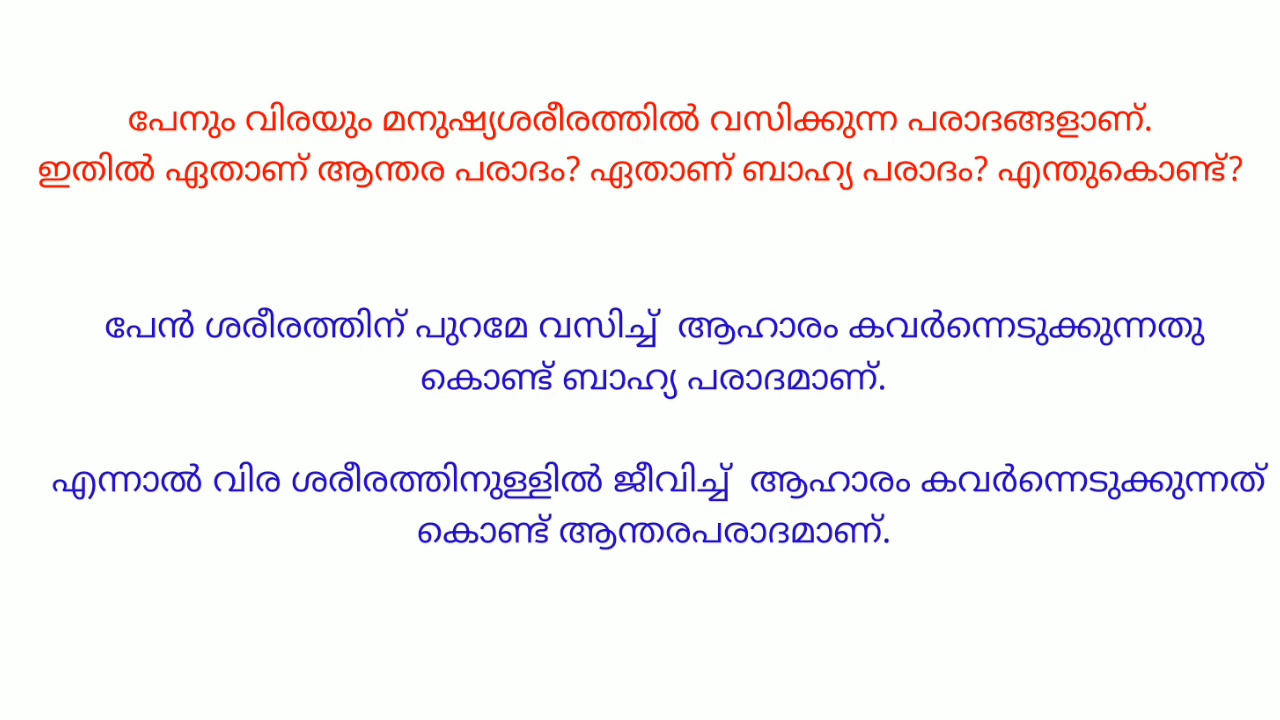 പേനും വിരയും മനുഷ്യശരീരത്തിൽ വസിക്കുന്ന പരാദങ്ങളാണ്.
ഇതിൽ ഏതാണ് ആന്തര പരാദം? ഏതാണ് ബാഹ്യ പരാദം? എന്തുകൊണ്ട്?
പേൻ ശരീരത്തിന് പുറമേ വസിച്ച് ആഹാരം കവർന്നെടുക്കുന്നതു
കൊണ്ട് ബാഹ്യ പരാദമാണ്.
എന്നാൽ വിര ശരീരത്തിനുള്ളിൽ ജീവിച്ച് ആഹാരം കവർന്നെടുക്കുന്നത്
കൊണ്ട് ആന്തരപരാദമാണ്.